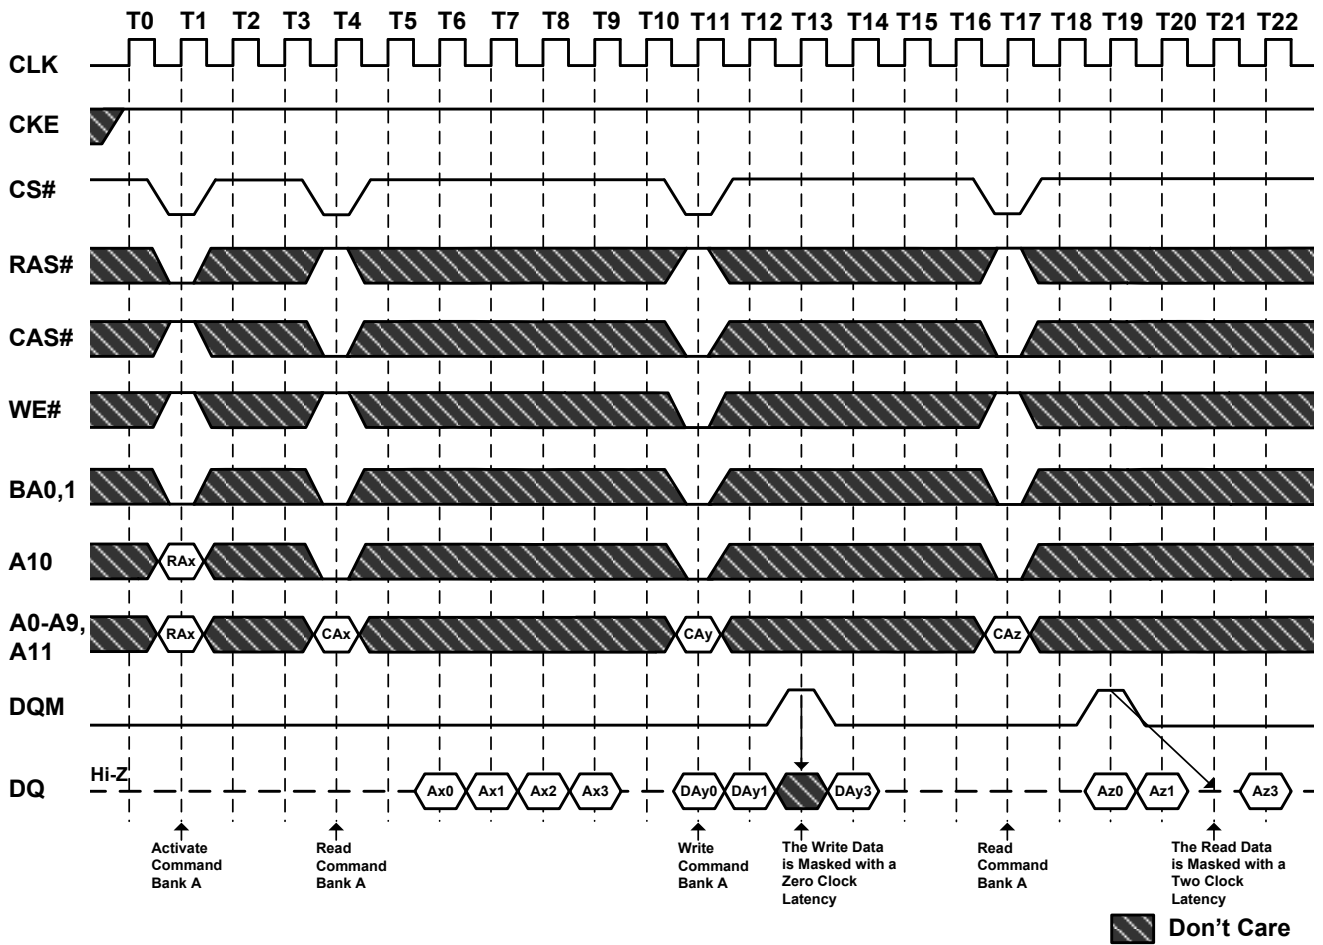 T0 T1 T2 T3 T4 T5 T6 T7 T8 T9 T10 T11 T12 T13 T14 T15 T16 T17 T18 T19 T20 T21 T22
CLK
CKE
CS#
RAS#
CAS#
WE#
BA0,1
A10
RAx
A0-A9,
A11
RAx CAx CAy CAz
DQM
DQ
Hi-Z
Ax0 Ax1 Ax2 Ax3 DAy0 DAy1 DAy3 Az0 Az1 Az3
Activate
Command
Bank A
Read
Command
Bank A
Write
Command
Bank A
The Write Data
is Masked with a
Zero Clock
Latency
Read
Command
Bank A
The Read Data
is Masked with a
Two Clock
Latency
Don't Care